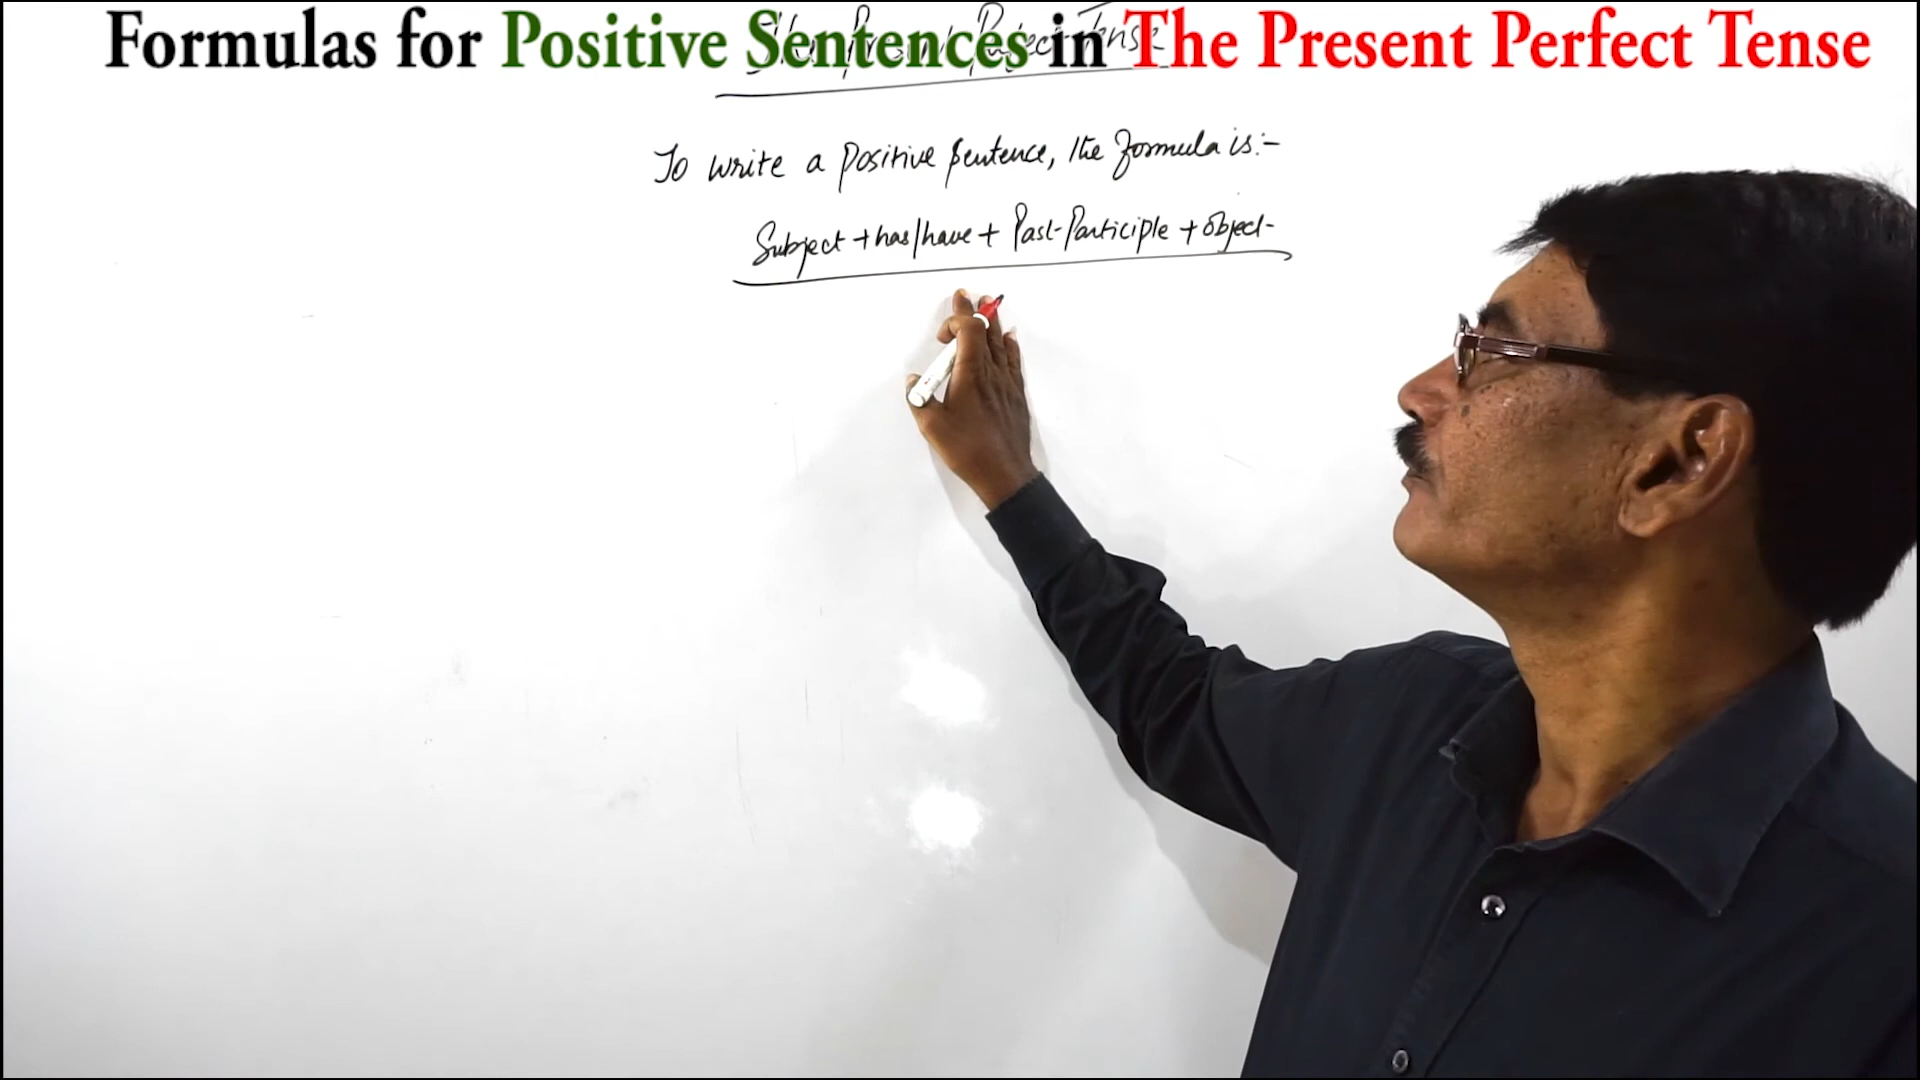 Formulas for Positive Sentences in The Present Perfect Tense
To write a positive sentence, the formula is:-
Subject + has/have + Past Participle + object